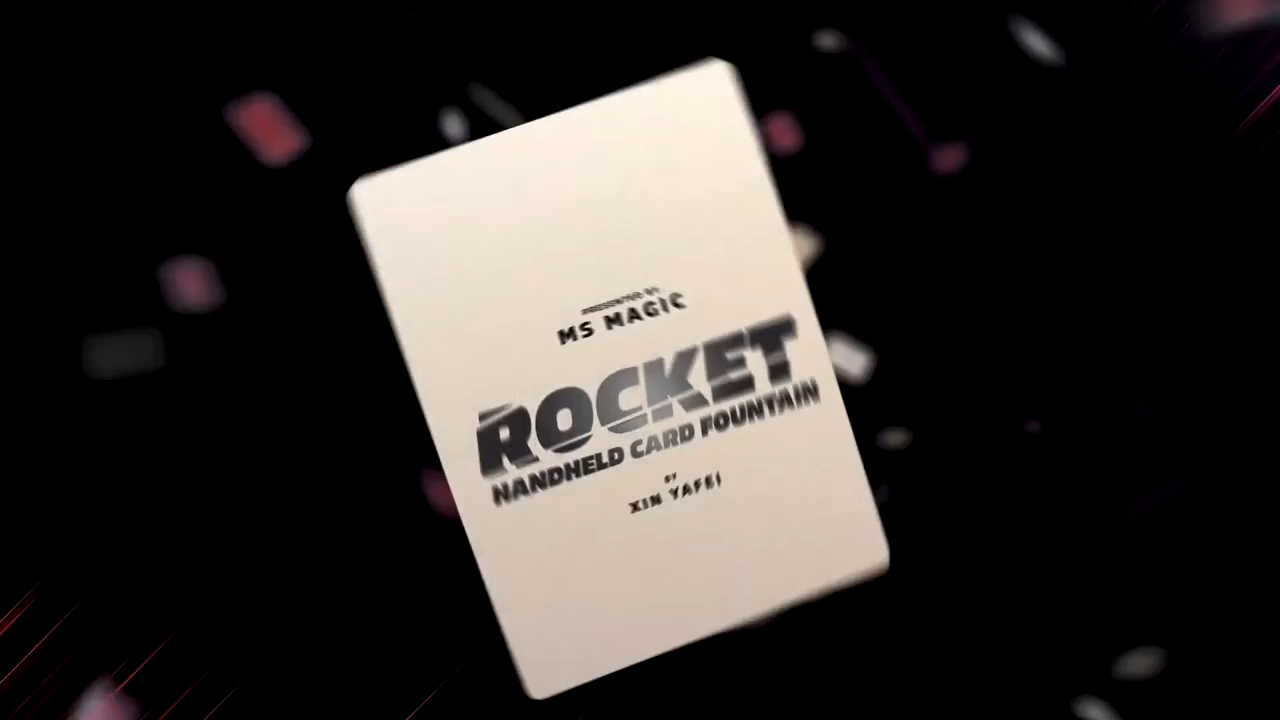 PRESENTED BY
MS MAGIC
ROCKET
HANDHELD CARD FOUNTAIN
BY
XIN YAFEI